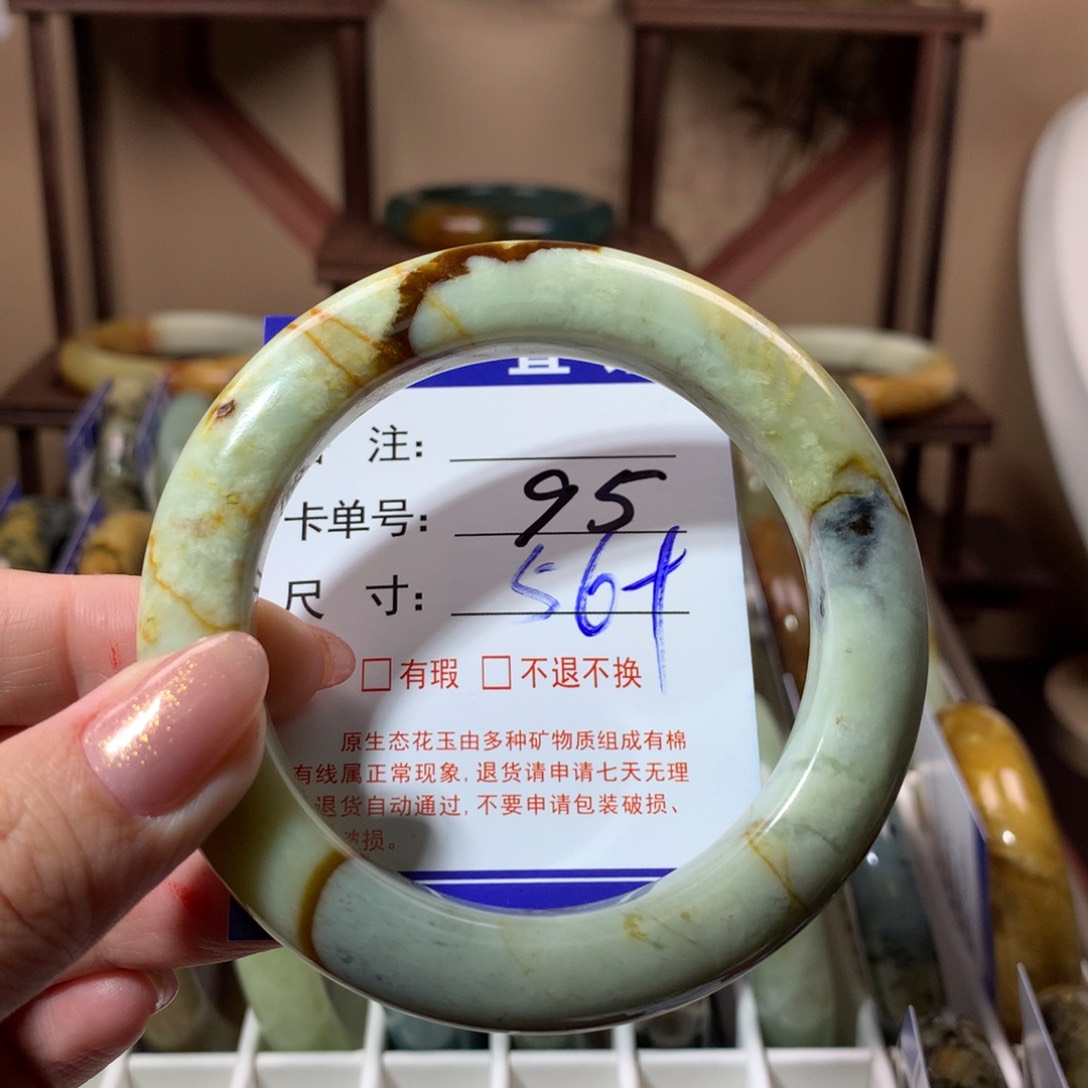 注:
卡单号: 95
尺 寸: 56+
□有瑕 □不退不换
原生态花玉由多种矿物质组成有棉
有线属正常现象,退货请申请七天无理
退货自动通过,不要申请包装破损、
破损。